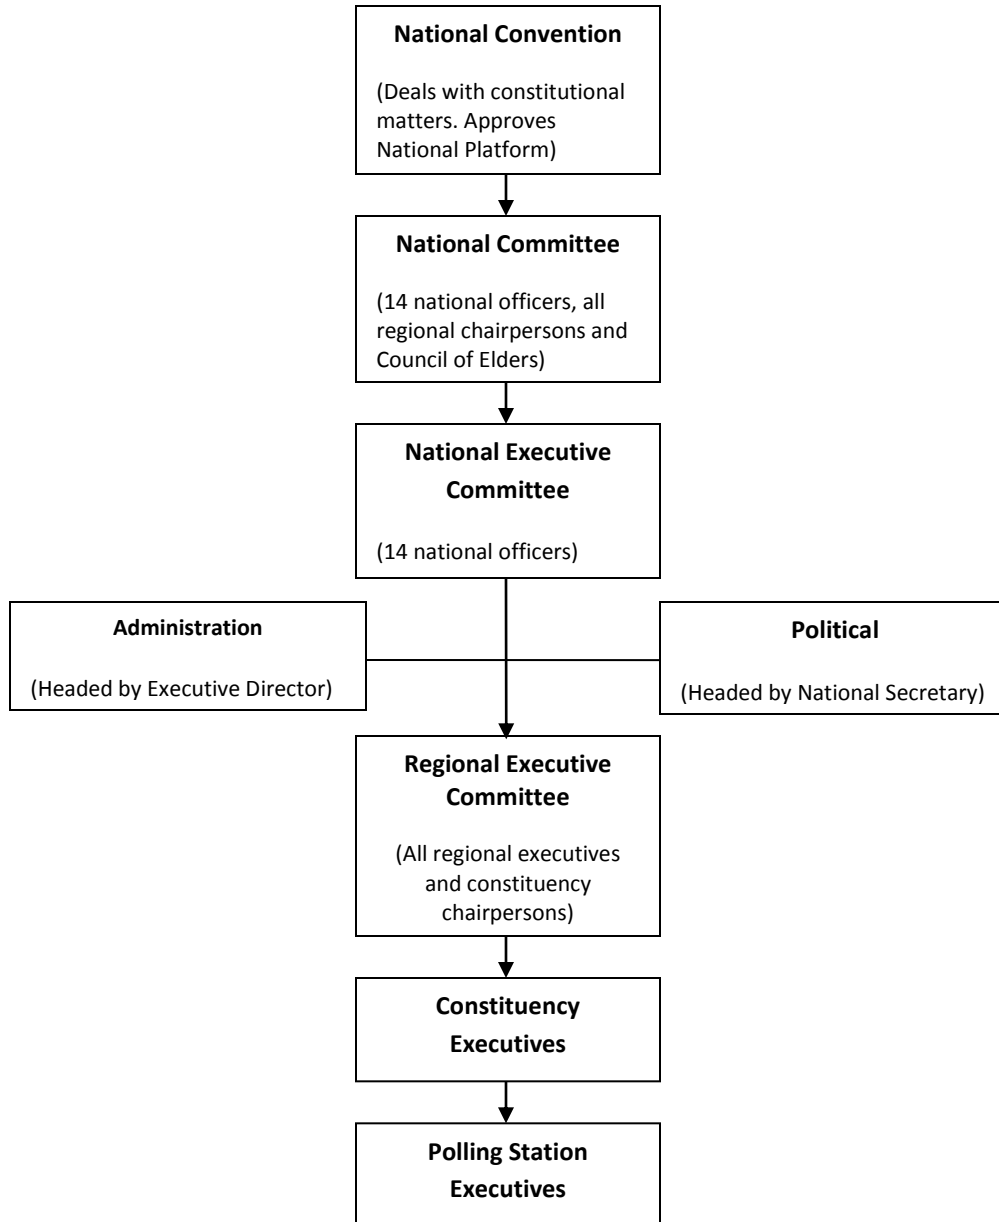 National Convention
(Deals with constitutional
matters. Approves
National Platform)
National Committee
(14 national officers, all
regional chairpersons and
Council of Elders)
National Executive
Committee
(14 national officers)
Administration
(Headed by Executive Director)
Political
(Headed by National Secretary)
Regional Executive
Committee
(All regional executives
and constituency
chairpersons)
Constituency
Executives
Polling Station
Executives